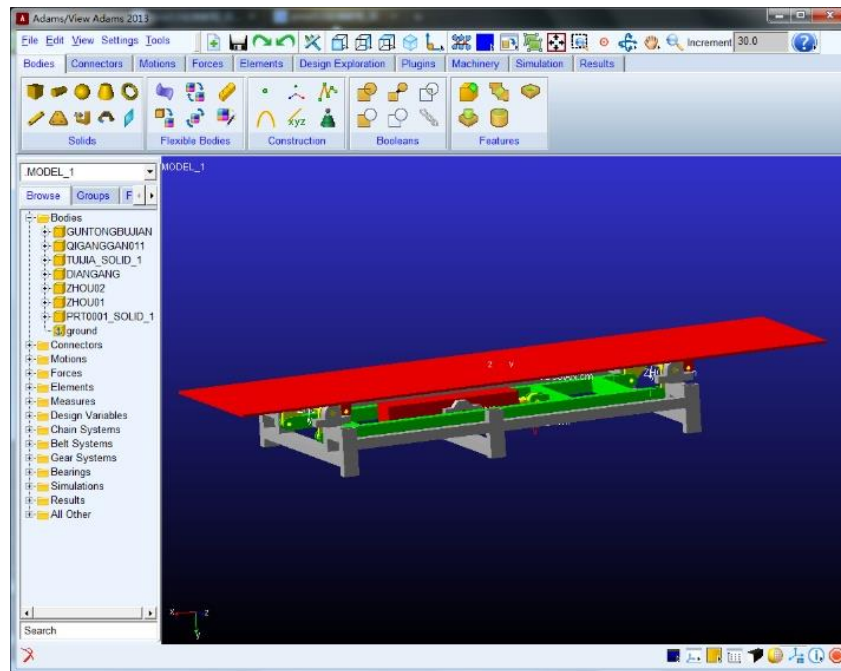 Adams/View Adams 2013
File Edit View Settings Tools
Increment 30.0
Bodies Connectors Motions Forces Elements Design Exploration Plugins Machinery Simulation Results
Solids Flexible Bodies Construction Booleans Features
.MODEL_1
MODEL_1
Browse Groups F
Bodies
GUNTONGBUJIAN
QIGANGGAN011
TUIJIA_SOLID_1
DIANGANG
ZHOU02
ZHOU01
PRT0001_SOLID_1
ground
Connectors
Motions
Forces
Elements
Measures
Design Variables
Chain Systems
Belt Systems
Gear Systems
Bearings
Simulations
Results
All Other
Search
x z
y